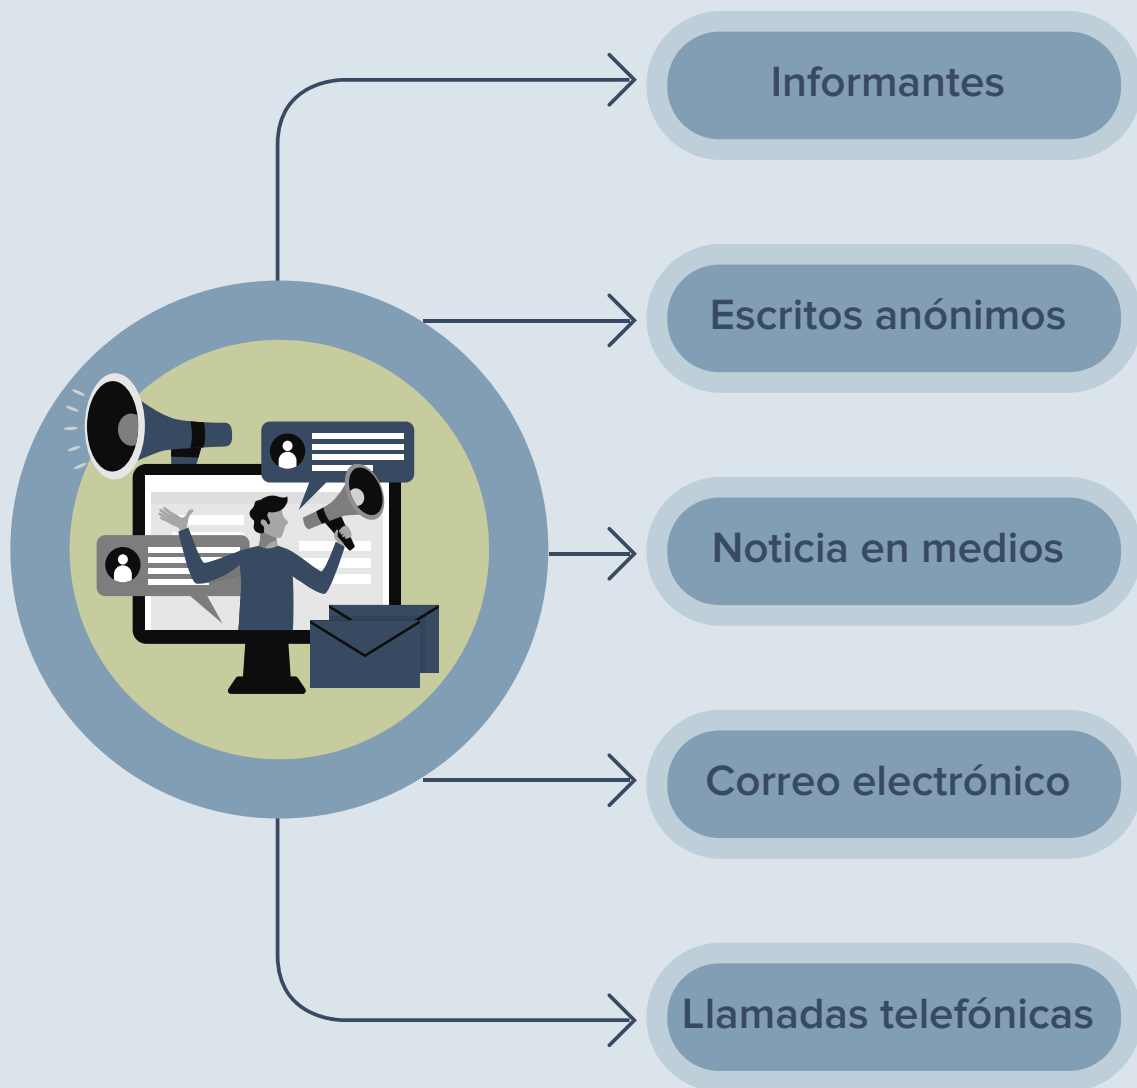 Informantes
Escritos anónimos
Noticia en medios
Correo electrónico
Llamadas telefónicas